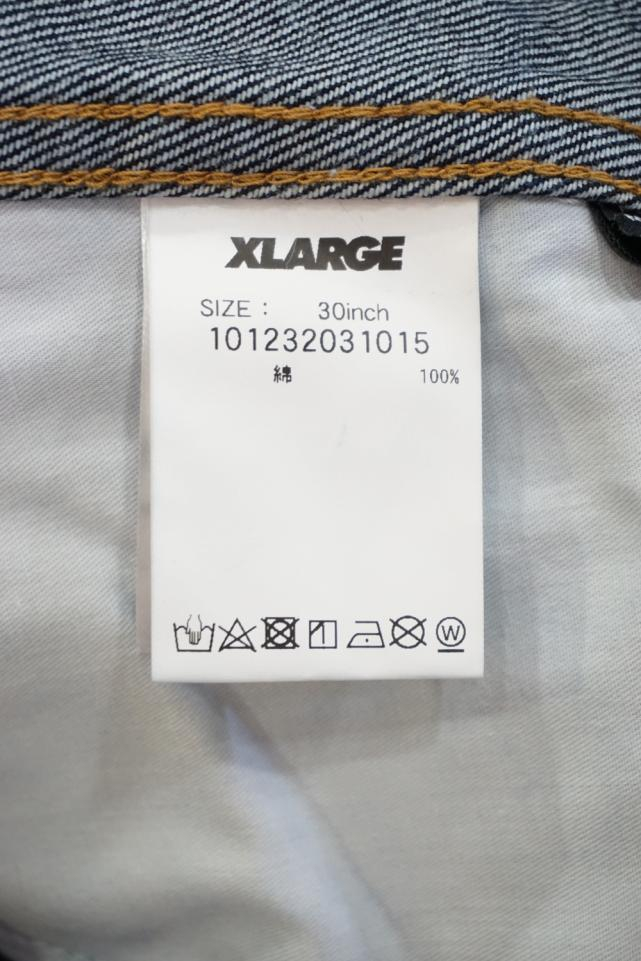 XLARGE
SIZE : 30inch
101232031015
綿 100%
W